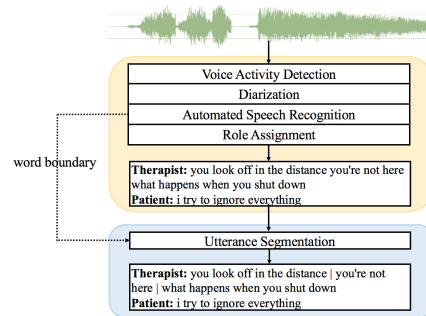 Voice Activity Detection
Diarization
Automated Speech Recognition
Role Assignment
word boundary
Therapist: you look off in the distance you're not here
what happens when you shut down
Patient: i try to ignore everything
Utterance Segmentation
Therapist: you look off in the distance | you're not
here | what happens when you shut down
Patient: i try to ignore everything